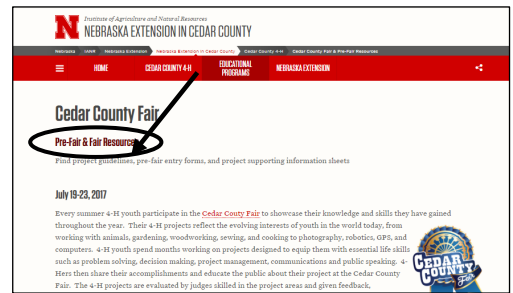 N
Institute of Agriculture and Natural Resources
NEBRASKA EXTENSION IN CEDAR COUNTY
Nebraska IANR Nebraska Extension Nebraska Extension in Cedar County Cedar County 4-H Cedar County Fair & Pre-Fair Resources
HOME CEDAR COUNTY 4-H EDUCATIONAL PROGRAMS NEBRASKA EXTENSION
Cedar County Fair
Pre-Fair & Fair Resources
Find project guidelines, pre-fair entry forms, and project supporting information sheets
July 19-23, 2017
Every summer 4-H youth participate in the Cedar Couty Fair to showcase their knowledge and skills they have gained
throughout the year. Their 4-H projects reflect the evolving interests of youth in the world today, from
working with animals, gardening, woodworking, sewing, and cooking to photography, robotics, GPS, and
computers. 4-H youth spend months working on projects designed to equip them with essential life skills
such as problem solving, decision making, project management, communications and public speaking. 4-
Hers then share their accomplishments and educate the public about their project at the Cedar County
Fair. The 4-H projects are evaluated by judges skilled in the project areas and given feedback,
CEDAR
COUNTY
Fair